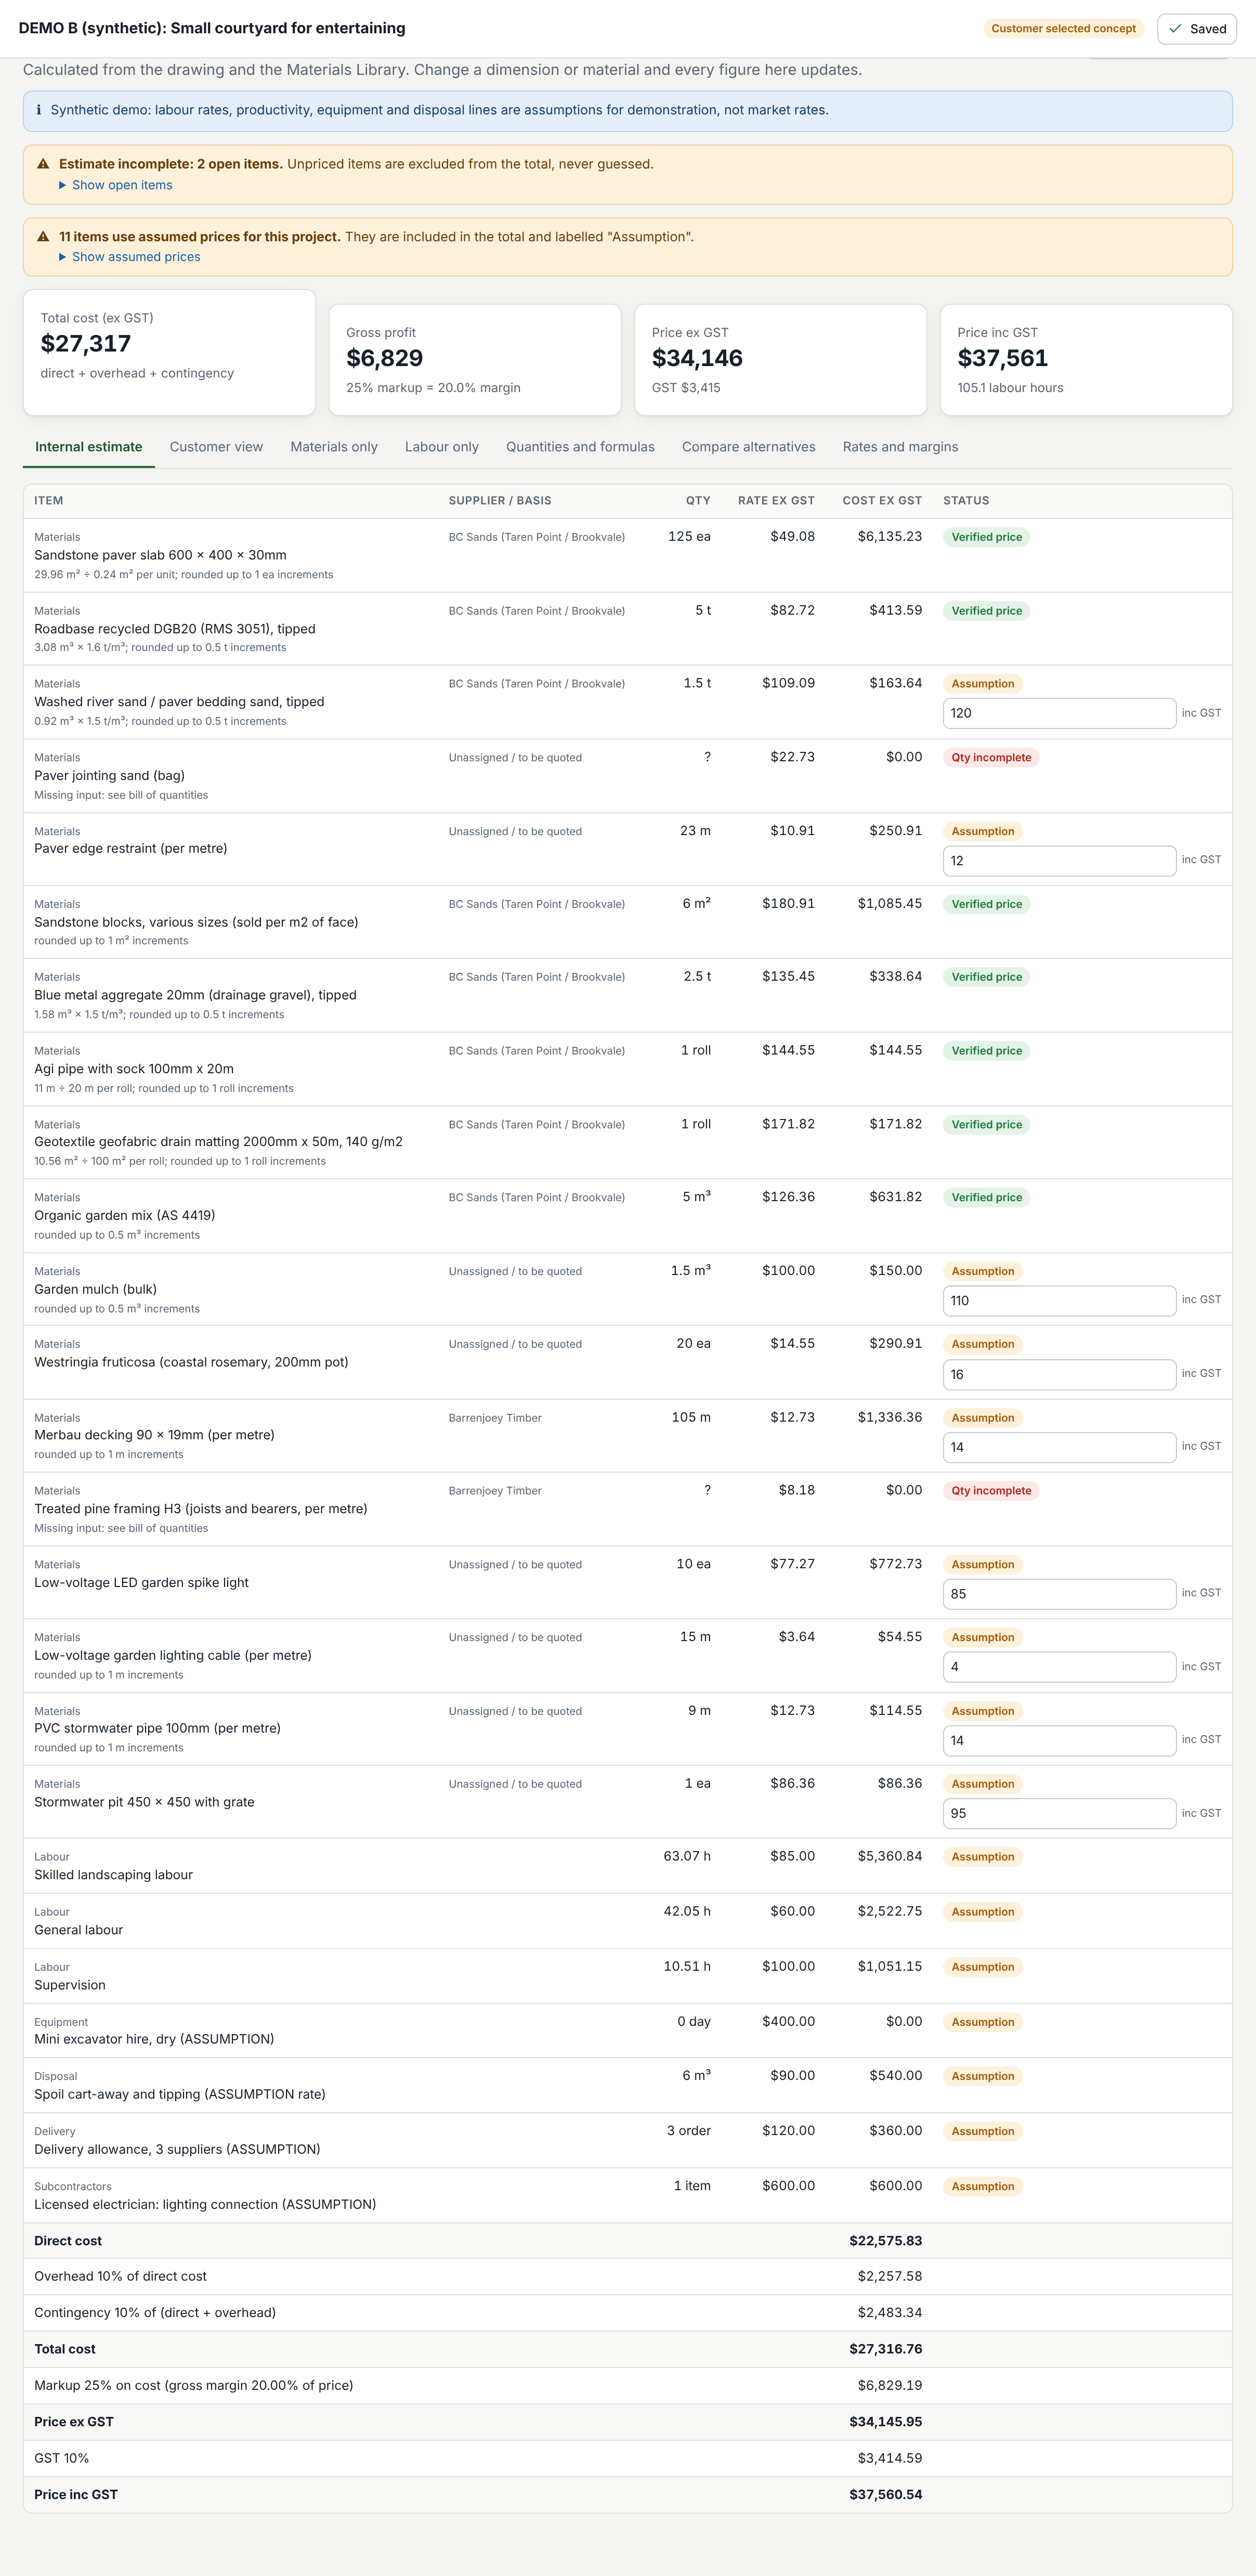 DEMO B (synthetic): Small courtyard for entertaining
Customer selected concept
Saved
Calculated from the drawing and the Materials Library. Change a dimension or material and every figure here updates.
Synthetic demo: labour rates, productivity, equipment and disposal lines are assumptions for demonstration, not market rates.
Estimate incomplete: 2 open items. Unpriced items are excluded from the total, never guessed.
Show open items
11 items use assumed prices for this project. They are included in the total and labelled "Assumption".
Show assumed prices
Total cost (ex GST)
$27,317
direct + overhead + contingency
Gross profit
$6,829
25% markup = 20.0% margin
Price ex GST
$34,146
GST $3,415
Price inc GST
$37,561
105.1 labour hours
Internal estimate Customer view Materials only Labour only Quantities and formulas Compare alternatives Rates and margins
ITEM SUPPLIER / BASIS QTY RATE EX GST COST EX GST STATUS
Materials BC Sands (Taren Point / Brookvale) 125 ea $49.08 $6,135.23 Verified price
Sandstone paver slab 600 × 400 × 30mm
29.96 m² ÷ 0.24 m² per unit; rounded up to 1 ea increments
Materials BC Sands (Taren Point / Brookvale) 5 t $82.72 $413.59 Verified price
Roadbase recycled DGB20 (RMS 3051), tipped
3.08 m³ × 1.6 t/m³; rounded up to 0.5 t increments
Materials BC Sands (Taren Point / Brookvale) 1.5 t $109.09 $163.64 Assumption
Washed river sand / paver bedding sand, tipped 120 inc GST
0.92 m³ × 1.5 t/m³; rounded up to 0.5 t increments
Materials Unassigned / to be quoted ? $22.73 $0.00 Qty incomplete
Paver jointing sand (bag)
Missing input: see bill of quantities
Materials Unassigned / to be quoted 23 m $10.91 $250.91 Assumption
Paver edge restraint (per metre) 12 inc GST
Materials BC Sands (Taren Point / Brookvale) 6 m² $180.91 $1,085.45 Verified price
Sandstone blocks, various sizes (sold per m2 of face)
rounded up to 1 m² increments
Materials BC Sands (Taren Point / Brookvale) 2.5 t $135.45 $338.64 Verified price
Blue metal aggregate 20mm (drainage gravel), tipped
1.58 m³ × 1.5 t/m³; rounded up to 0.5 t increments
Materials BC Sands (Taren Point / Brookvale) 1 roll $144.55 $144.55 Verified price
Agi pipe with sock 100mm x 20m
11 m ÷ 20 m per roll; rounded up to 1 roll increments
Materials BC Sands (Taren Point / Brookvale) 1 roll $171.82 $171.82 Verified price
Geotextile geofabric drain matting 2000mm x 50m, 140 g/m2
10.56 m² ÷ 100 m² per roll; rounded up to 1 roll increments
Materials BC Sands (Taren Point / Brookvale) 5 m³ $126.36 $631.82 Verified price
Organic garden mix (AS 4419)
rounded up to 0.5 m³ increments
Materials Unassigned / to be quoted 1.5 m³ $100.00 $150.00 Assumption
Garden mulch (bulk) 110 inc GST
rounded up to 0.5 m³ increments
Materials Unassigned / to be quoted 20 ea $14.55 $290.91 Assumption
Westringia fruticosa (coastal rosemary, 200mm pot) 16 inc GST
Materials Barrenjoey Timber 105 m $12.73 $1,336.36 Assumption
Merbau decking 90 × 19mm (per metre) 14 inc GST
rounded up to 1 m increments
Materials Barrenjoey Timber ? $8.18 $0.00 Qty incomplete
Treated pine framing H3 (joists and bearers, per metre)
Missing input: see bill of quantities
Materials Unassigned / to be quoted 10 ea $77.27 $772.73 Assumption
Low-voltage LED garden spike light 85 inc GST
Materials Unassigned / to be quoted 15 m $3.64 $54.55 Assumption
Low-voltage garden lighting cable (per metre) 4 inc GST
rounded up to 1 m increments
Materials Unassigned / to be quoted 9 m $12.73 $114.55 Assumption
PVC stormwater pipe 100mm (per metre) 14 inc GST
rounded up to 1 m increments
Materials Unassigned / to be quoted 1 ea $86.36 $86.36 Assumption
Stormwater pit 450 × 450 with grate 95 inc GST
Labour 63.07 h $85.00 $5,360.84 Assumption
Skilled landscaping labour
Labour 42.05 h $60.00 $2,522.75 Assumption
General labour
Labour 10.51 h $100.00 $1,051.15 Assumption
Supervision
Equipment 0 day $400.00 $0.00 Assumption
Mini excavator hire, dry (ASSUMPTION)
Disposal 6 m³ $90.00 $540.00 Assumption
Spoil cart-away and tipping (ASSUMPTION rate)
Delivery 3 order $120.00 $360.00 Assumption
Delivery allowance, 3 suppliers (ASSUMPTION)
Subcontractors 1 item $600.00 $600.00 Assumption
Licensed electrician: lighting connection (ASSUMPTION)
Direct cost $22,575.83
Overhead 10% of direct cost $2,257.58
Contingency 10% of (direct + overhead) $2,483.34
Total cost $27,316.76
Markup 25% on cost (gross margin 20.00% of price) $6,829.19
Price ex GST $34,145.95
GST 10% $3,414.59
Price inc GST $37,560.54